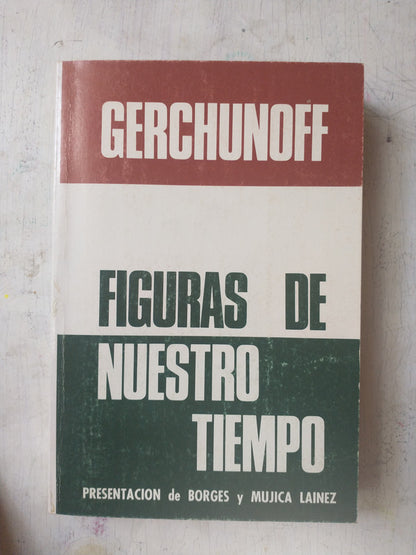 GERCHUNOFF
FIGURAS DE
NUESTRO
TIEMPO
PRESENTACION de BORGES y MUJICA LAINEZ